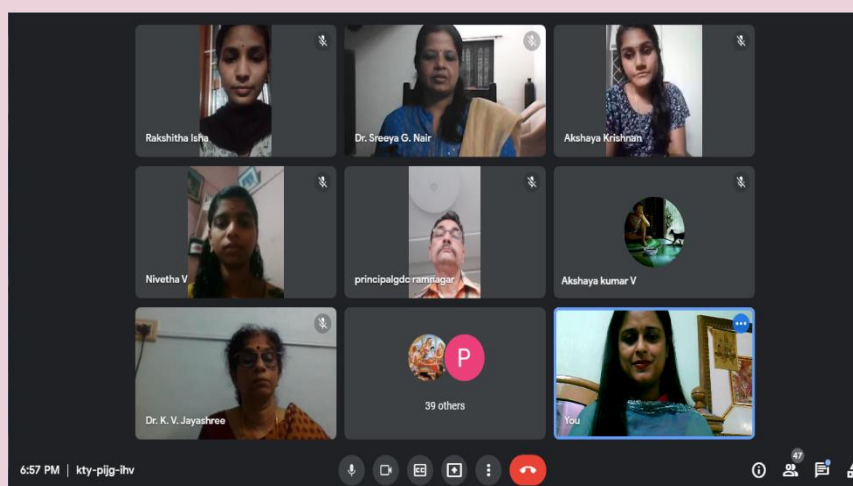 Rakshitha Isha
Dr. Sreeya G. Nair
Akshaya Krishnan
Nivetha V
principalgdc ramnagar
Akshaya kumar V
Dr. K. V. Jayashree
P
39 others
You
6:57 PM | kty-pijg-ihv
CC
47